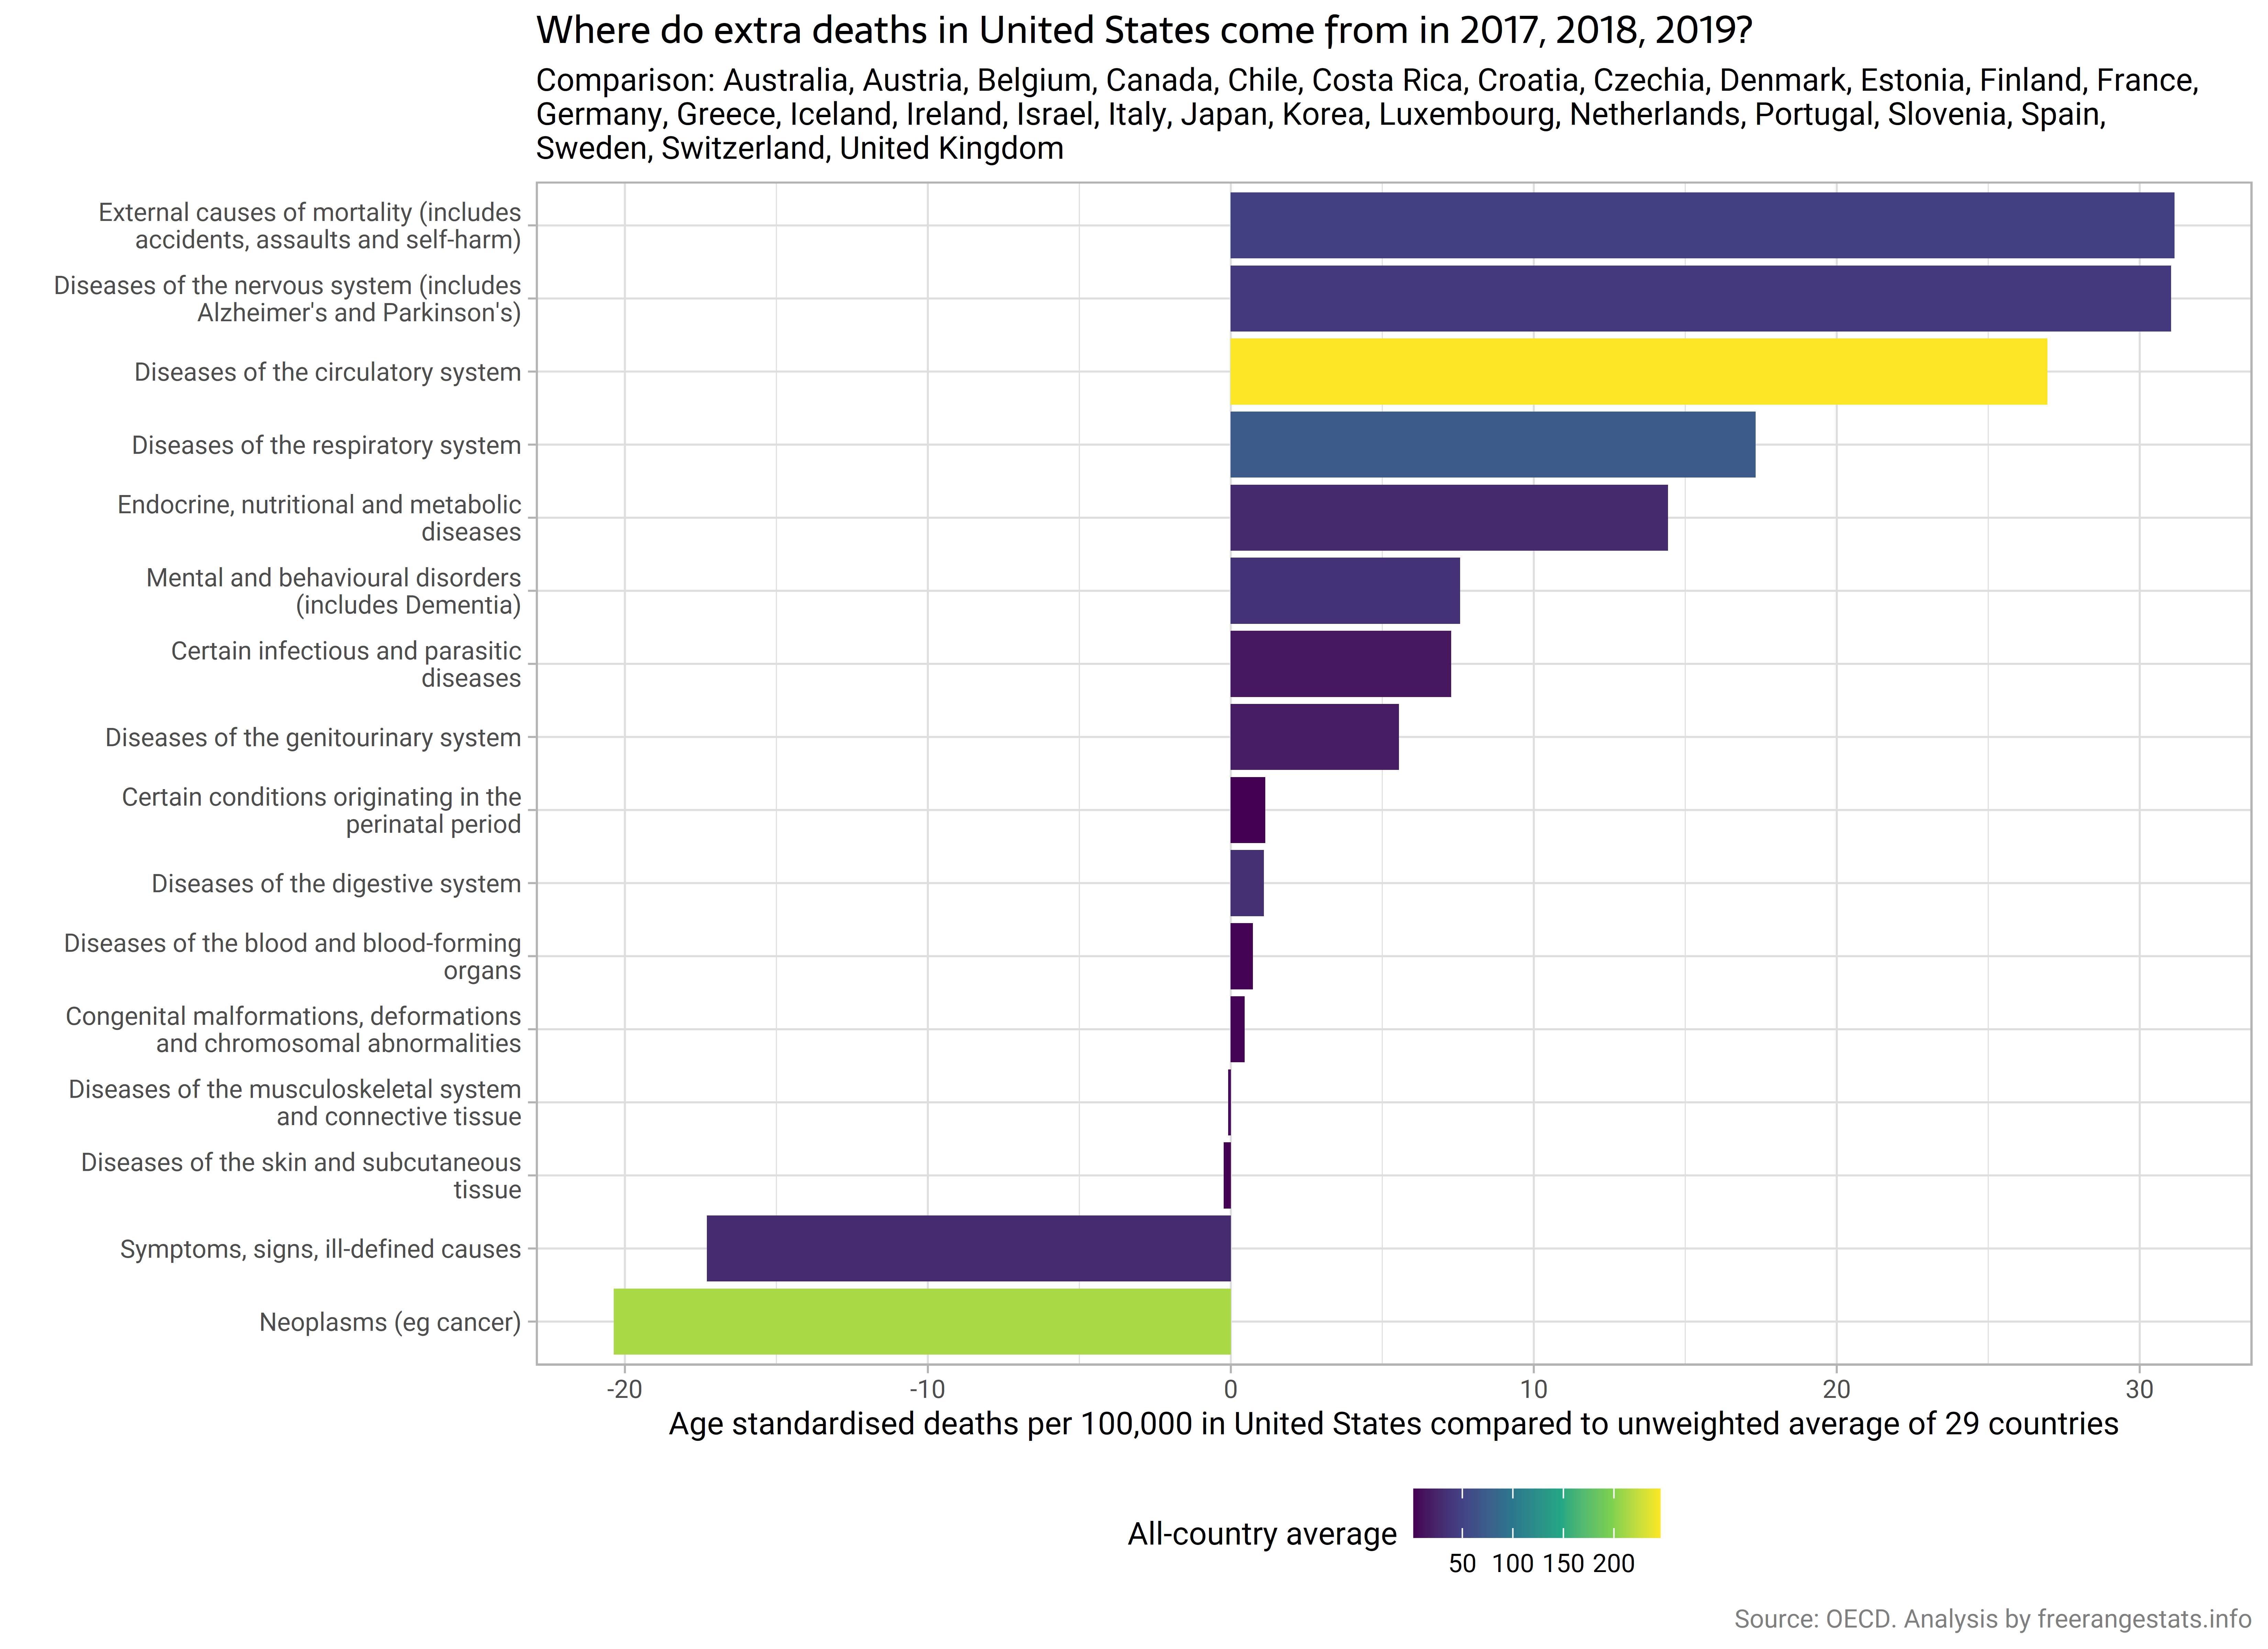 Where do extra deaths in United States come from in 2017, 2018, 2019?
Comparison: Australia, Austria, Belgium, Canada, Chile, Costa Rica, Croatia, Czechia, Denmark, Estonia, Finland, France,
Germany, Greece, Iceland, Ireland, Israel, Italy, Japan, Korea, Luxembourg, Netherlands, Portugal, Slovenia, Spain,
Sweden, Switzerland, United Kingdom
External causes of mortality (includes
accidents, assaults and self-harm)
Diseases of the nervous system (includes
Alzheimer's and Parkinson's)
Diseases of the circulatory system
Diseases of the respiratory system
Endocrine, nutritional and metabolic
diseases
Mental and behavioural disorders
(includes Dementia)
Certain infectious and parasitic
diseases
Diseases of the genitourinary system
Certain conditions originating in the
perinatal period
Diseases of the digestive system
Diseases of the blood and blood-forming
organs
Congenital malformations, deformations
and chromosomal abnormalities
Diseases of the musculoskeletal system
and connective tissue
Diseases of the skin and subcutaneous
tissue
Symptoms, signs, ill-defined causes
Neoplasms (eg cancer)
-20 -10 0 10 20 30
Age standardised deaths per 100,000 in United States compared to unweighted average of 29 countries
All-country average
50 100 150 200
Source: OECD. Analysis by freerangestats.info